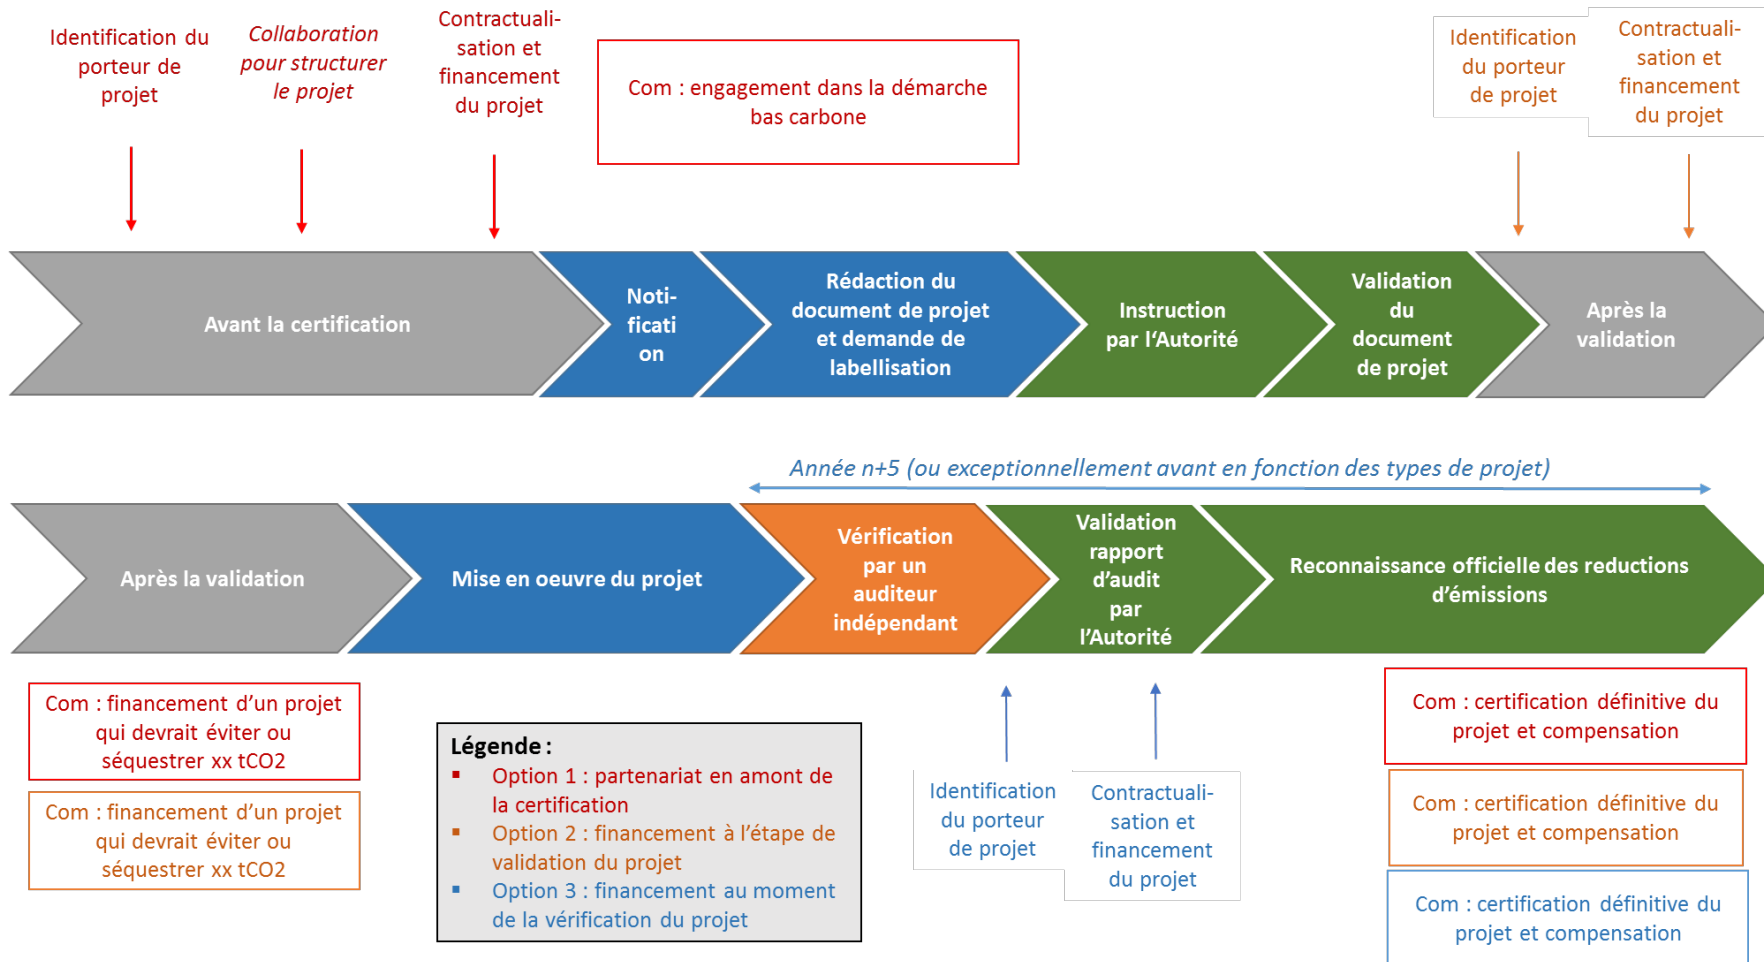 Identification du
porteur de
projet
Collaboration
pour structurer
le projet
Contractuali-
sation et
financement
du projet
Com : engagement dans la démarche
bas carbone
Identification
du porteur
de projet
Contractuali-
sation et
financement
du projet
Avant la certification
Noti-
ficati
on
Rédaction du
document de projet
et demande de
labellisation
Instruction
par l‘Autorité
Validation
du
document
de projet
Après la
validation
Année n+5 (ou exceptionnellement avant en fonction des types de projet)
Après la validation
Mise en oeuvre du projet
Vérification
par un
auditeur
indépendant
Validation
rapport
d’audit
par
l’Autorité
Reconnaissance officielle des reductions
d’émissions
Com : financement d’un projet
qui devrait éviter ou
séquestrer xx tCO2
Com : financement d’un projet
qui devrait éviter ou
séquestrer xx tCO2
Légende :
▪ Option 1 : partenariat en amont de
la certification
▪ Option 2 : financement à l’étape de
validation du projet
▪ Option 3 : financement au moment
de la vérification du projet
Identification
du porteur
de projet
Contractuali-
sation et
financement
du projet
Com : certification définitive du
projet et compensation
Com : certification définitive du
projet et compensation
Com : certification définitive du
projet et compensation